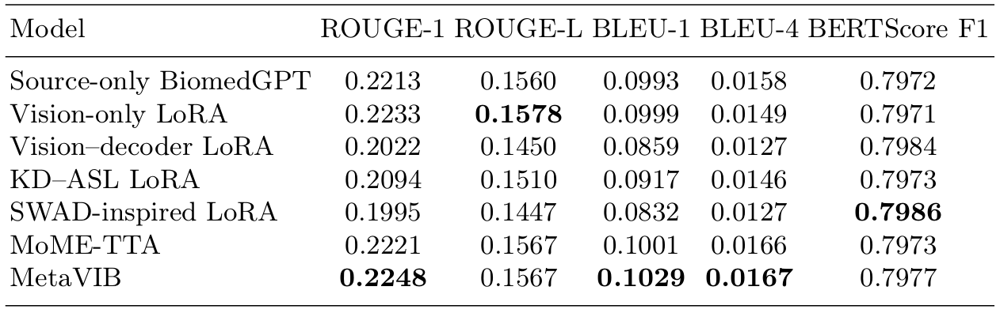 Model ROUGE-1 ROUGE-L BLEU-1 BLEU-4 BERTScore F1
Source-only BiomedGPT 0.2213 0.1560 0.0993 0.0158 0.7972
Vision-only LoRA 0.2233 0.1578 0.0999 0.0149 0.7971
Vision–decoder LoRA 0.2022 0.1450 0.0859 0.0127 0.7984
KD–ASL LoRA 0.2094 0.1510 0.0917 0.0146 0.7973
SWAD-inspired LoRA 0.1995 0.1447 0.0832 0.0127 0.7986
MoME-TTA 0.2221 0.1567 0.1001 0.0166 0.7973
MetaVIB 0.2248 0.1567 0.1029 0.0167 0.7977